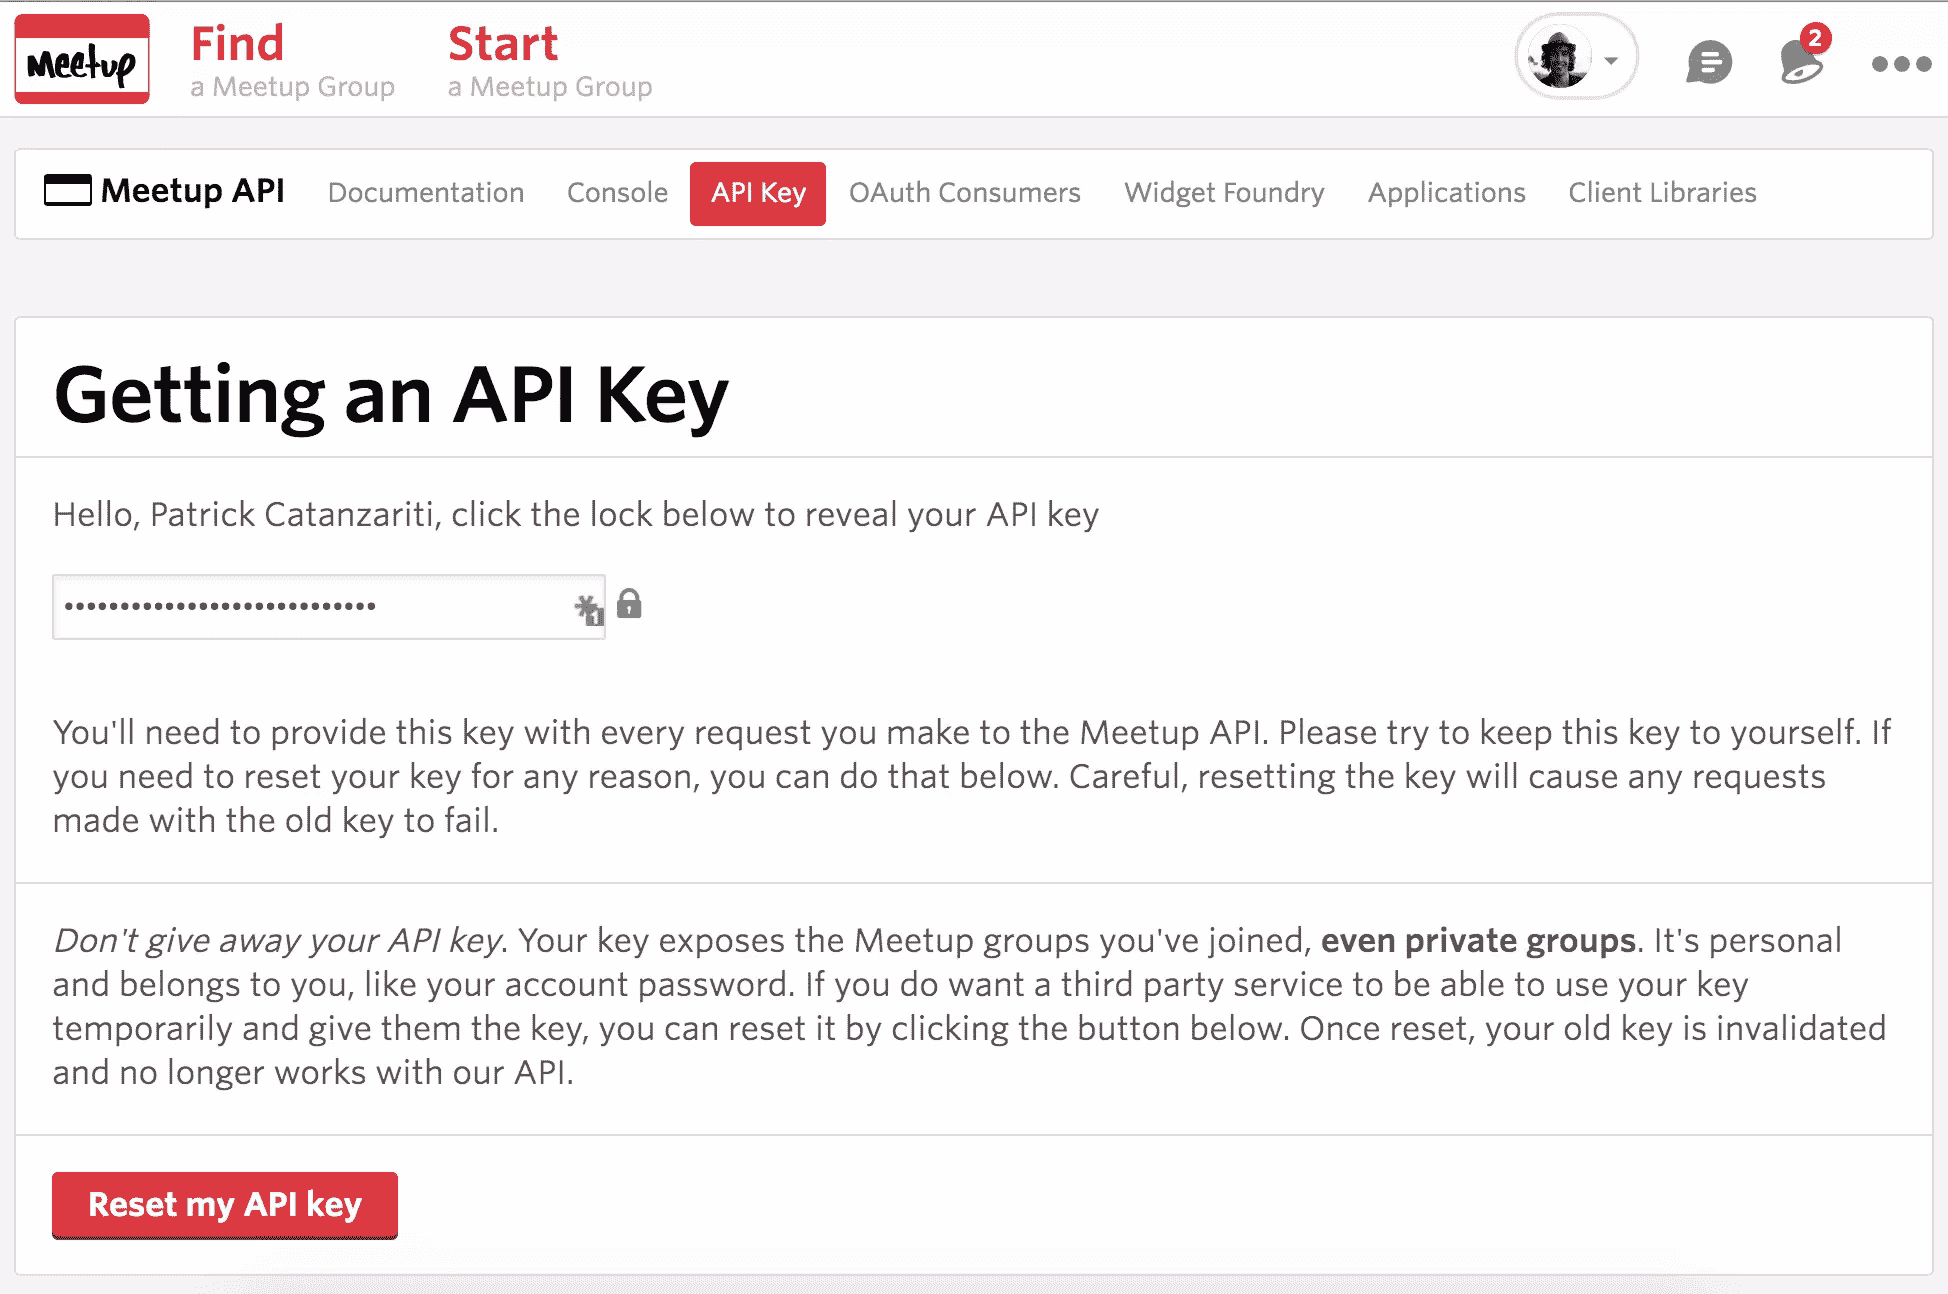 Meetup
Find
a Meetup Group
Start
a Meetup Group
2
Meetup API Documentation Console API Key OAuth Consumers Widget Foundry Applications Client Libraries
Getting an API Key
Hello, Patrick Catanzariti, click the lock below to reveal your API key
••••••••••••••••••••••••••••
1
You'll need to provide this key with every request you make to the Meetup API. Please try to keep this key to yourself. If
you need to reset your key for any reason, you can do that below. Careful, resetting the key will cause any requests
made with the old key to fail.
Don't give away your API key. Your key exposes the Meetup groups you've joined, even private groups. It's personal
and belongs to you, like your account password. If you do want a third party service to be able to use your key
temporarily and give them the key, you can reset it by clicking the button below. Once reset, your old key is invalidated
and no longer works with our API.
Reset my API key